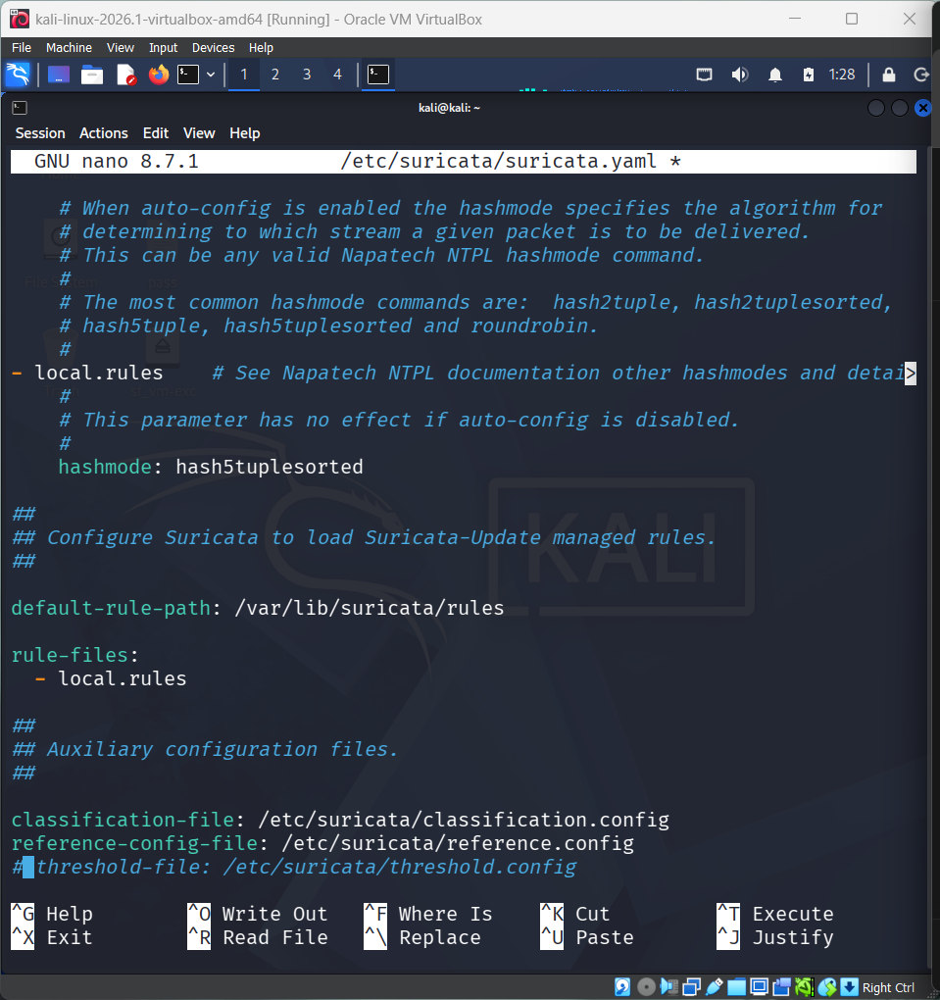 kali-linux-2026.1-virtualbox-amd64 [Running] - Oracle VM VirtualBox
File Machine View Input Devices Help
1 2 3 4 1:28
kali@kali: ~
Session Actions Edit View Help
GNU nano 8.7.1 /etc/suricata/suricata.yaml *
# When auto-config is enabled the hashmode specifies the algorithm for
# determining to which stream a given packet is to be delivered.
# This can be any valid Napatech NTPL hashmode command.
#
# The most common hashmode commands are:  hash2tuple, hash2tuplesorted,
# hash5tuple, hash5tuplesorted and roundrobin.
#
- local.rules    # See Napatech NTPL documentation other hashmodes and detai>
#
# This parameter has no effect if auto-config is disabled.
#
hashmode: hash5tuplesorted
##
## Configure Suricata to load Suricata-Update managed rules.
##
default-rule-path: /var/lib/suricata/rules
rule-files:
- local.rules
##
## Auxiliary configuration files.
##
classification-file: /etc/suricata/classification.config
reference-config-file: /etc/suricata/reference.config
# threshold-file: /etc/suricata/threshold.config
^G Help ^O Write Out ^F Where Is ^K Cut ^T Execute
^X Exit ^R Read File ^\ Replace ^U Paste ^J Justify
KALI
Right Ctrl